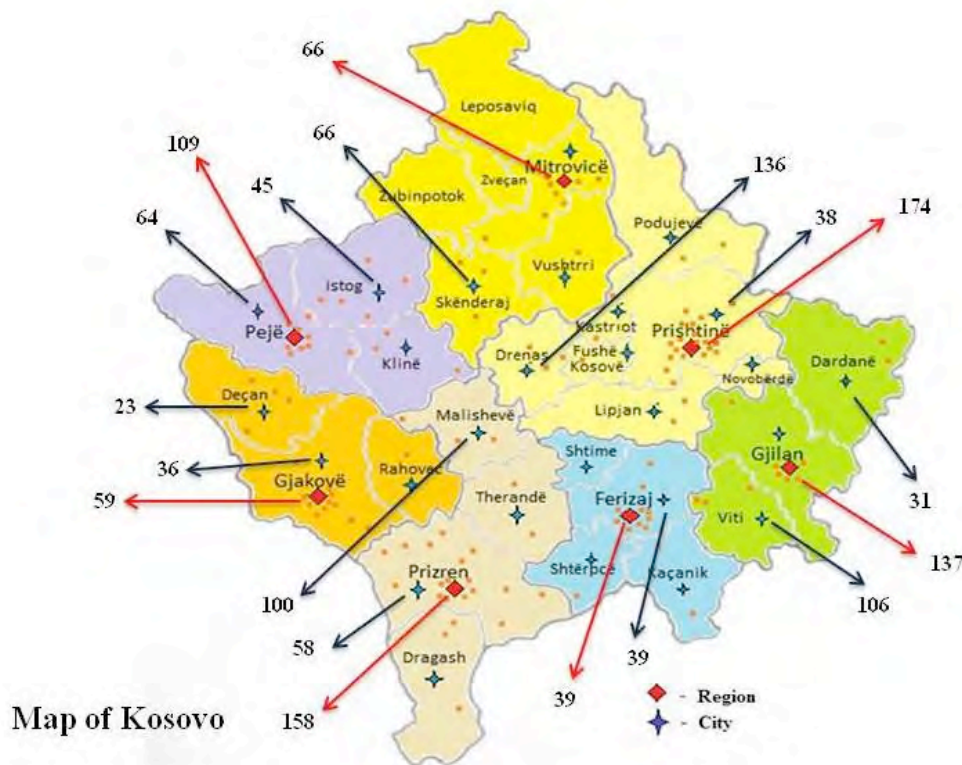 66
Leposaviq
66
Mitrovicë
109
136
Zveçan
45
Zubinpotok
174
64
38
Podujevë
Vushtrri
istog
Skënderaj
Kastriot
Pejë
Prishtinë
Drenas
Fushë
Kosovë
Klinë
Dardanë
Novobërdë
Deçan
23
Malishevë
Lipjan
Shtime
Gjilan
36
Gjakovë
Rahovec
59
Therandë
Ferizaj
31
Viti
Shtërpcë
137
Prizren
Kaçanik
100
106
58
Dragash
39
39
- Region
Map of Kosovo
158
- City